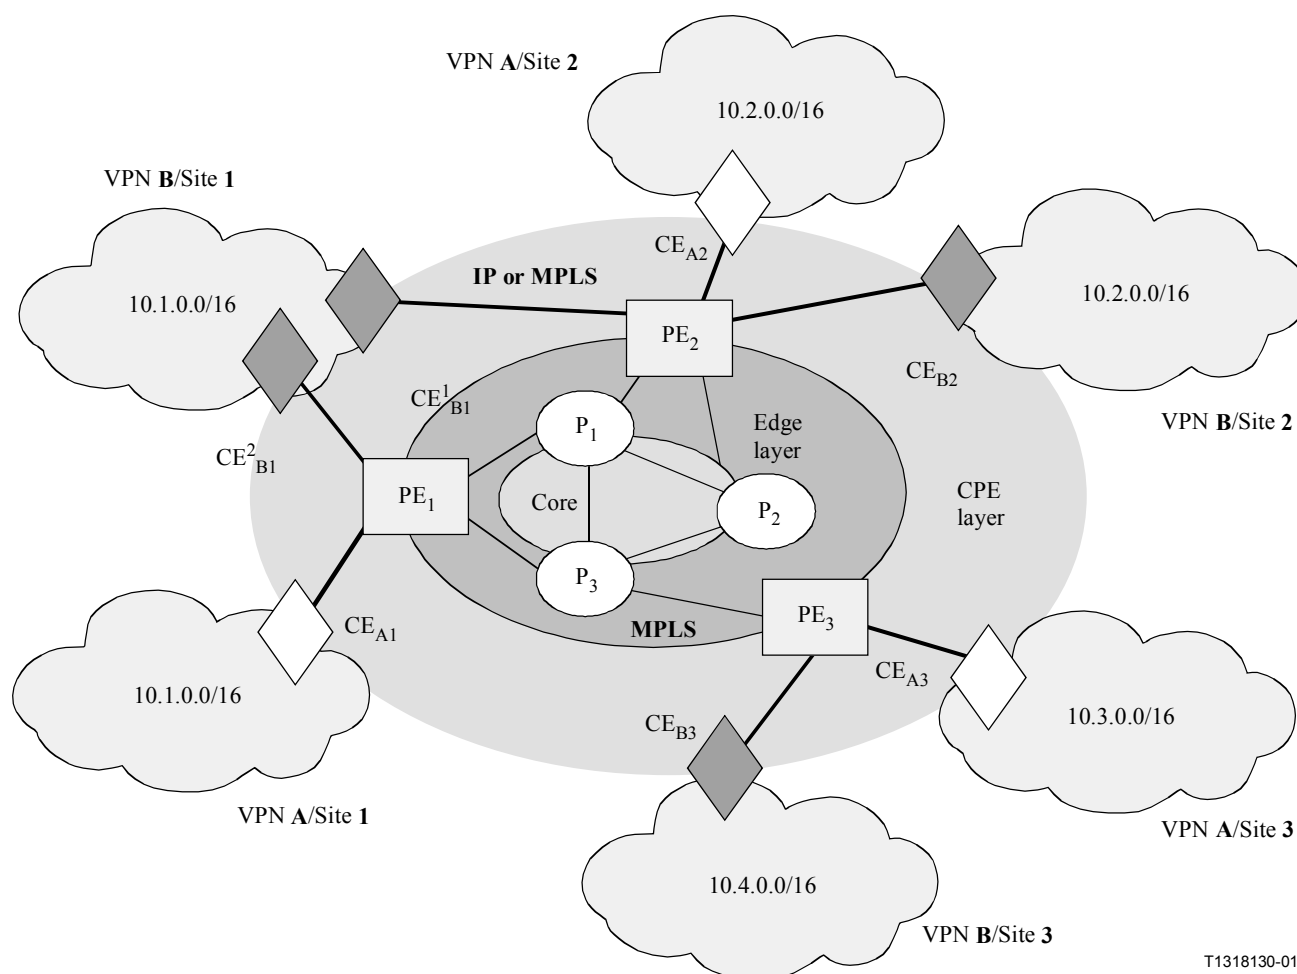 VPN A/Site 2
10.2.0.0/16
VPN B/Site 1
CE_A2
IP or MPLS
10.1.0.0/16
10.2.0.0/16
PE_2
CE_B2
CE^1_B1
P_1
Edge
layer
VPN B/Site 2
CE^2_B1
PE_1
Core
P_2
CPE
layer
P_3
PE_3
CE_A1
MPLS
CE_A3
10.1.0.0/16
CE_B3
10.3.0.0/16
VPN A/Site 1
VPN A/Site 3
10.4.0.0/16
VPN B/Site 3
T1318130-01